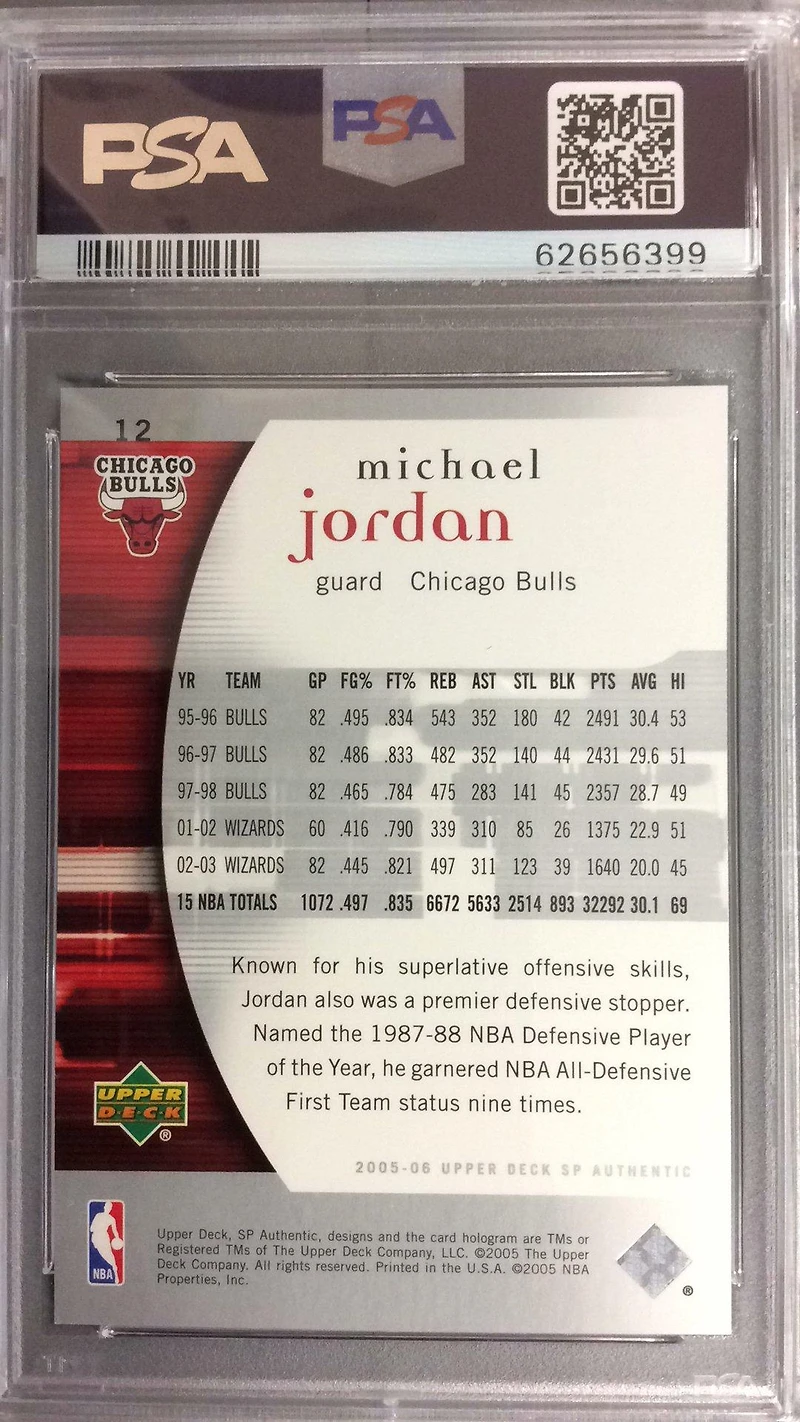 PSA
PSA
62656399
12
CHICAGO
BULLS
michael
jordan
guard Chicago Bulls
YR TEAM GP FG% FT% REB AST STL BLK PTS AVG HI
95-96 BULLS 82 .495 .834 543 352 180 42 2491 30.4 53
96-97 BULLS 82 .486 .833 482 352 140 44 2431 29.6 51
97-98 BULLS 82 .465 .784 475 283 141 45 2357 28.7 49
01-02 WIZARDS 60 .416 .790 339 310 85 26 1375 22.9 51
02-03 WIZARDS 82 .445 .821 497 311 123 39 1640 20.0 45
15 NBA TOTALS 1072 .497 .835 6672 5633 2514 893 32292 30.1 69
Known for his superlative offensive skills,
Jordan also was a premier defensive stopper.
Named the 1987-88 NBA Defensive Player
of the Year, he garnered NBA All-Defensive
First Team status nine times.
UPPER
DECK
®
2005-06 UPPER DECK SP AUTHENTIC
NBA
Upper Deck, SP Authentic, designs and the card hologram are TMs or
Registered TMs of The Upper Deck Company, LLC. ©2005 The Upper
Deck Company. All rights reserved. Printed in the U.S.A. ©2005 NBA
Properties, Inc.
®
PSA